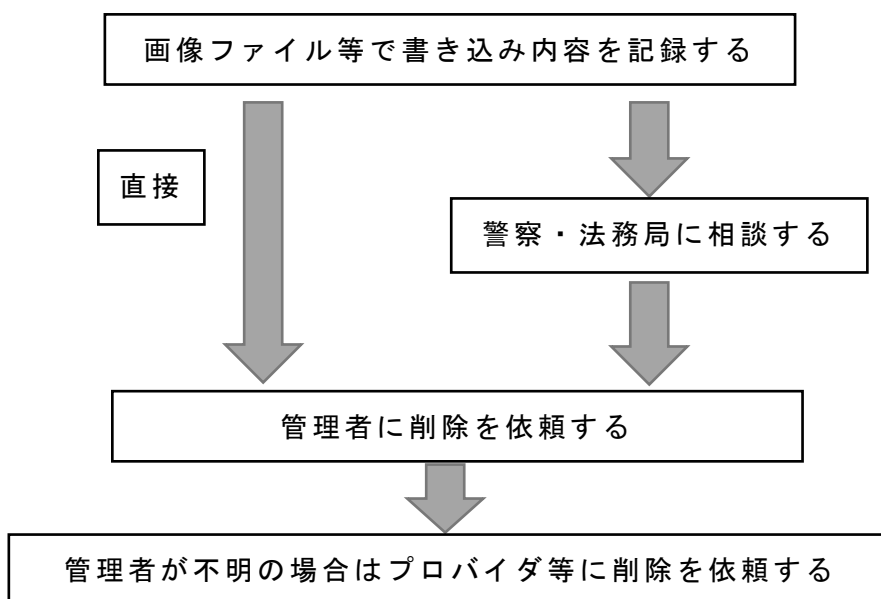 画像ファイル等で書き込み内容を記録する
直接
警察・法務局に相談する
管理者に削除を依頼する
管理者が不明の場合はプロバイダ等に削除を依頼する